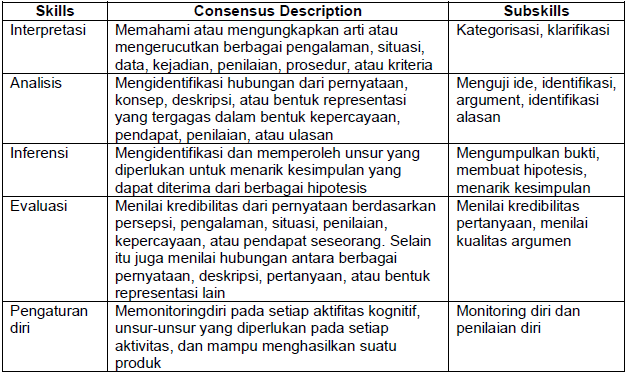 Skills Consensus Description Subskills
Interpretasi Memahami atau mengungkapkan arti atau Kategorisasi, klarifikasi
mengerucutkan berbagai pengalaman, situasi,
data, kejadian, penilaian, prosedur, atau kriteria
Analisis Mengidentifikasi hubungan dari pernyataan, Menguji ide, identifikasi,
konsep, deskripsi, atau bentuk representasi argument, identifikasi
yang tergagas dalam bentuk kepercayaan, alasan
pendapat, penilaian, atau ulasan
Inferensi Mengidentifikasi dan memperoleh unsur yang Mengumpulkan bukti,
diperlukan untuk menarik kesimpulan yang membuat hipotesis,
dapat diterima dari berbagai hipotesis menarik kesimpulan
Evaluasi Menilai kredibilitas dari pernyataan berdasarkan Menilai kredibilitas
persepsi, pengalaman, situasi, penilaian, pertanyaan, menilai
kepercayaan, atau pendapat seseorang. Selain kualitas argumen
itu juga menilai hubungan antara berbagai
pernyataan, deskripsi, pertanyaan, atau bentuk
representasi lain
Pengaturan Memonitoringdiri pada setiap aktifitas kognitif, Monitoring diri dan
diri unsur-unsur yang diperlukan pada setiap penilaian diri
aktivitas, dan mampu menghasilkan suatu
produk